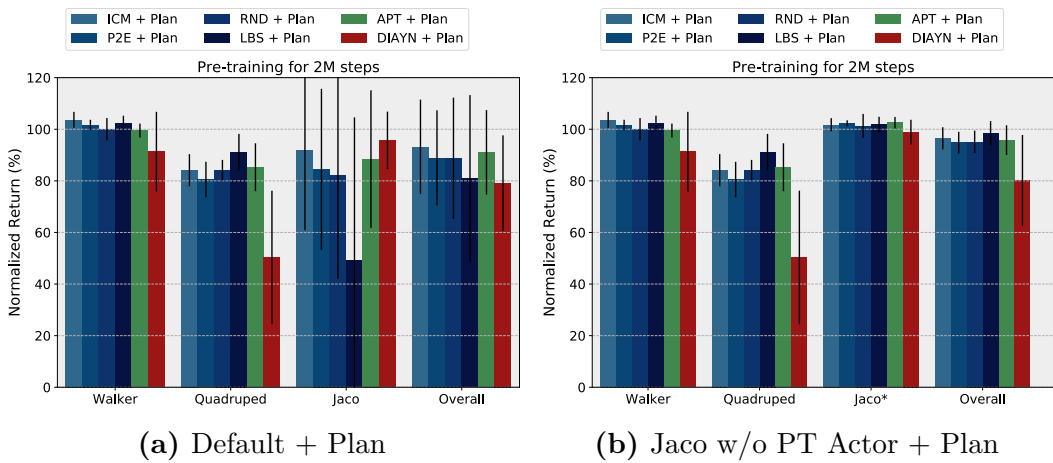 ICM + Plan RND + Plan APT + Plan
P2E + Plan LBS + Plan DIAYN + Plan
Pre-training for 2M steps
Normalized Return (%)
120
100
80
60
40
20
0
Walker Quadruped Jaco Overall
(a) Default + Plan
ICM + Plan RND + Plan APT + Plan
P2E + Plan LBS + Plan DIAYN + Plan
Pre-training for 2M steps
Normalized Return (%)
120
100
80
60
40
20
0
Walker Quadruped Jaco* Overall
(b) Jaco w/o PT Actor + Plan